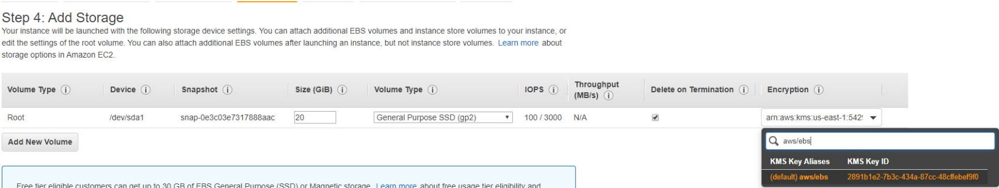 Step 4: Add Storage
Your instance will be launched with the following storage device settings. You can attach additional EBS volumes and instance store volumes to your instance, or
edit the settings of the root volume. You can also attach additional EBS volumes after launching an instance, but not instance store volumes. Learn more about
storage options in Amazon EC2.
Volume Type Device Snapshot Size (GiB) Volume Type IOPS Throughput (MB/s) Delete on Termination Encryption
Root /dev/sda1 snap-0e3c03e7317888aac 20 General Purpose SSD (gp2) 100 / 3000 N/A arn:aws:kms:us-east-1:542
Add New Volume
aws/ebs
KMS Key Aliases KMS Key ID
(default) aws/ebs 2891b1e2-7b3c-434a-87cc-48cffebef9f0
Free tier eligible customers can get up to 30 GB of EBS General Purpose (SSD) or Magnetic storage. Learn more about free usage tier eligibility and